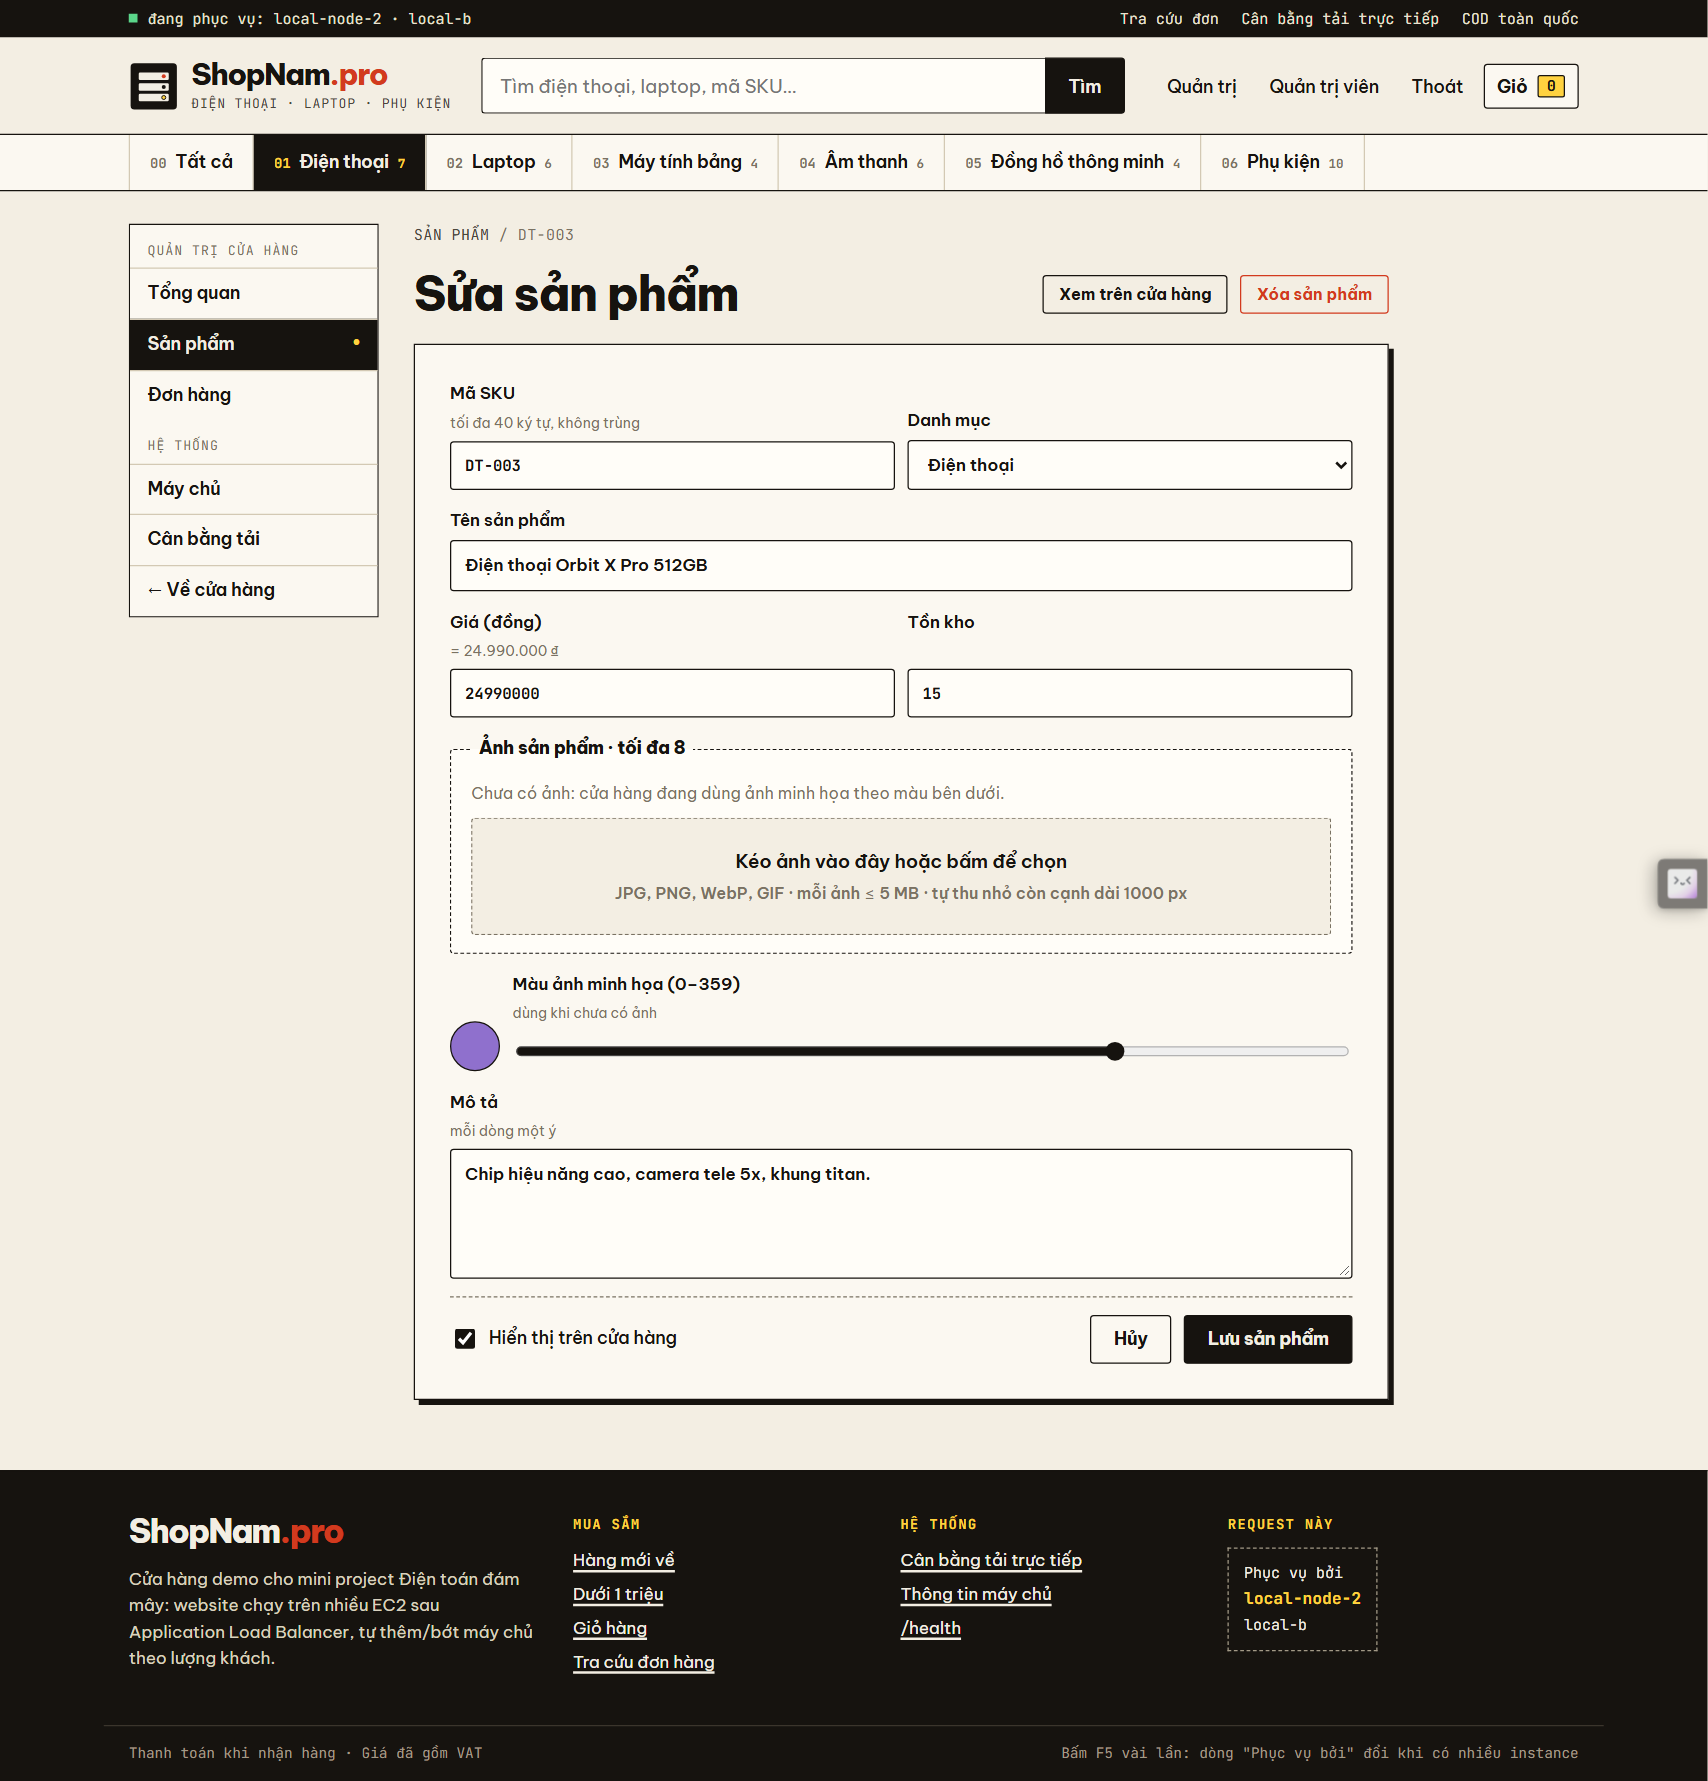 đang phục vụ: local-node-2 · local-b
Tra cứu đơn Cân bằng tải trực tiếp COD toàn quốc
ShopNam.pro
ĐIỆN THOẠI · LAPTOP · PHỤ KIỆN
Tìm điện thoại, laptop, mã SKU...
Tìm
Quản trị Quản trị viên Thoát Giỏ 0
00 Tất cả 01 Điện thoại 7 02 Laptop 6 03 Máy tính bảng 4 04 Âm thanh 6 05 Đồng hồ thông minh 4 06 Phụ kiện 10
QUẢN TRỊ CỬA HÀNG
Tổng quan
Sản phẩm
Đơn hàng
HỆ THỐNG
Máy chủ
Cân bằng tải
← Về cửa hàng
SẢN PHẨM / DT-003
Sửa sản phẩm
Xem trên cửa hàng
Xóa sản phẩm
Mã SKU
tối đa 40 ký tự, không trùng
DT-003
Danh mục
Điện thoại
Tên sản phẩm
Điện thoại Orbit X Pro 512GB
Giá (đồng)
= 24.990.000 ₫
24990000
Tồn kho
15
Ảnh sản phẩm · tối đa 8
Chưa có ảnh: cửa hàng đang dùng ảnh minh họa theo màu bên dưới.
Kéo ảnh vào đây hoặc bấm để chọn
JPG, PNG, WebP, GIF · mỗi ảnh ≤ 5 MB · tự thu nhỏ còn cạnh dài 1000 px
Màu ảnh minh họa (0–359)
dùng khi chưa có ảnh
Mô tả
mỗi dòng một ý
Chip hiệu năng cao, camera tele 5x, khung titan.
Hiển thị trên cửa hàng
Hủy
Lưu sản phẩm
ShopNam.pro
Cửa hàng demo cho mini project Điện toán đám
mây: website chạy trên nhiều EC2 sau
Application Load Balancer, tự thêm/bớt máy chủ
theo lượng khách.
MUA SẮM
Hàng mới về
Dưới 1 triệu
Giỏ hàng
Tra cứu đơn hàng
HỆ THỐNG
Cân bằng tải trực tiếp
Thông tin máy chủ
/health
REQUEST NÀY
Phục vụ bởi
local-node-2
local-b
Thanh toán khi nhận hàng · Giá đã gồm VAT
Bấm F5 vài lần: dòng "Phục vụ bởi" đổi khi có nhiều instance